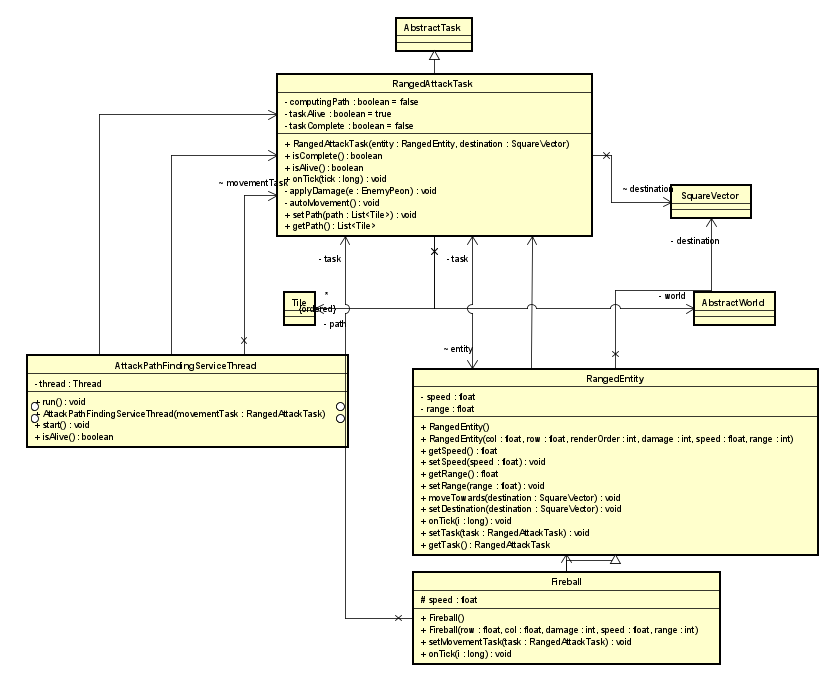 AbstractTask
RangedAttackTask
- computingPath : boolean = false
- taskAlive : boolean = true
- taskComplete : boolean = false
+ RangedAttackTask(entity : RangedEntity, destination : SquareVector)
+ isComplete() : boolean
+ isAlive() : boolean
+ onTick(tick : long) : void
- applyDamage(e : EnemyPeon) : void
- autoMovement() : void
+ setPath(path : List<Tile>) : void
+ getPath() : List<Tile>
~ movementTask
~ destination
SquareVector
- destination
- task
- task
Tile
*
{ordered}
- path
- world
AbstractWorld
~ entity
AttackPathFindingServiceThread
- thread : Thread
+ run() : void
+ AttackPathFindingServiceThread(movementTask : RangedAttackTask)
+ start() : void
+ isAlive() : boolean
RangedEntity
- speed : float
- range : float
+ RangedEntity()
+ RangedEntity(col : float, row : float, renderOrder : int, damage : int, speed : float, range : int)
+ getSpeed() : float
+ setSpeed(speed : float) : void
+ getRange() : float
+ setRange(range : float) : void
+ moveTowards(destination : SquareVector) : void
+ setDestination(destination : SquareVector) : void
+ onTick(i : long) : void
+ setTask(task : RangedAttackTask) : void
+ getTask() : RangedAttackTask
Fireball
# speed : float
+ Fireball()
+ Fireball(row : float, col : float, damage : int, speed : float, range : int)
+ setMovementTask(task : RangedAttackTask) : void
+ onTick(i : long) : void